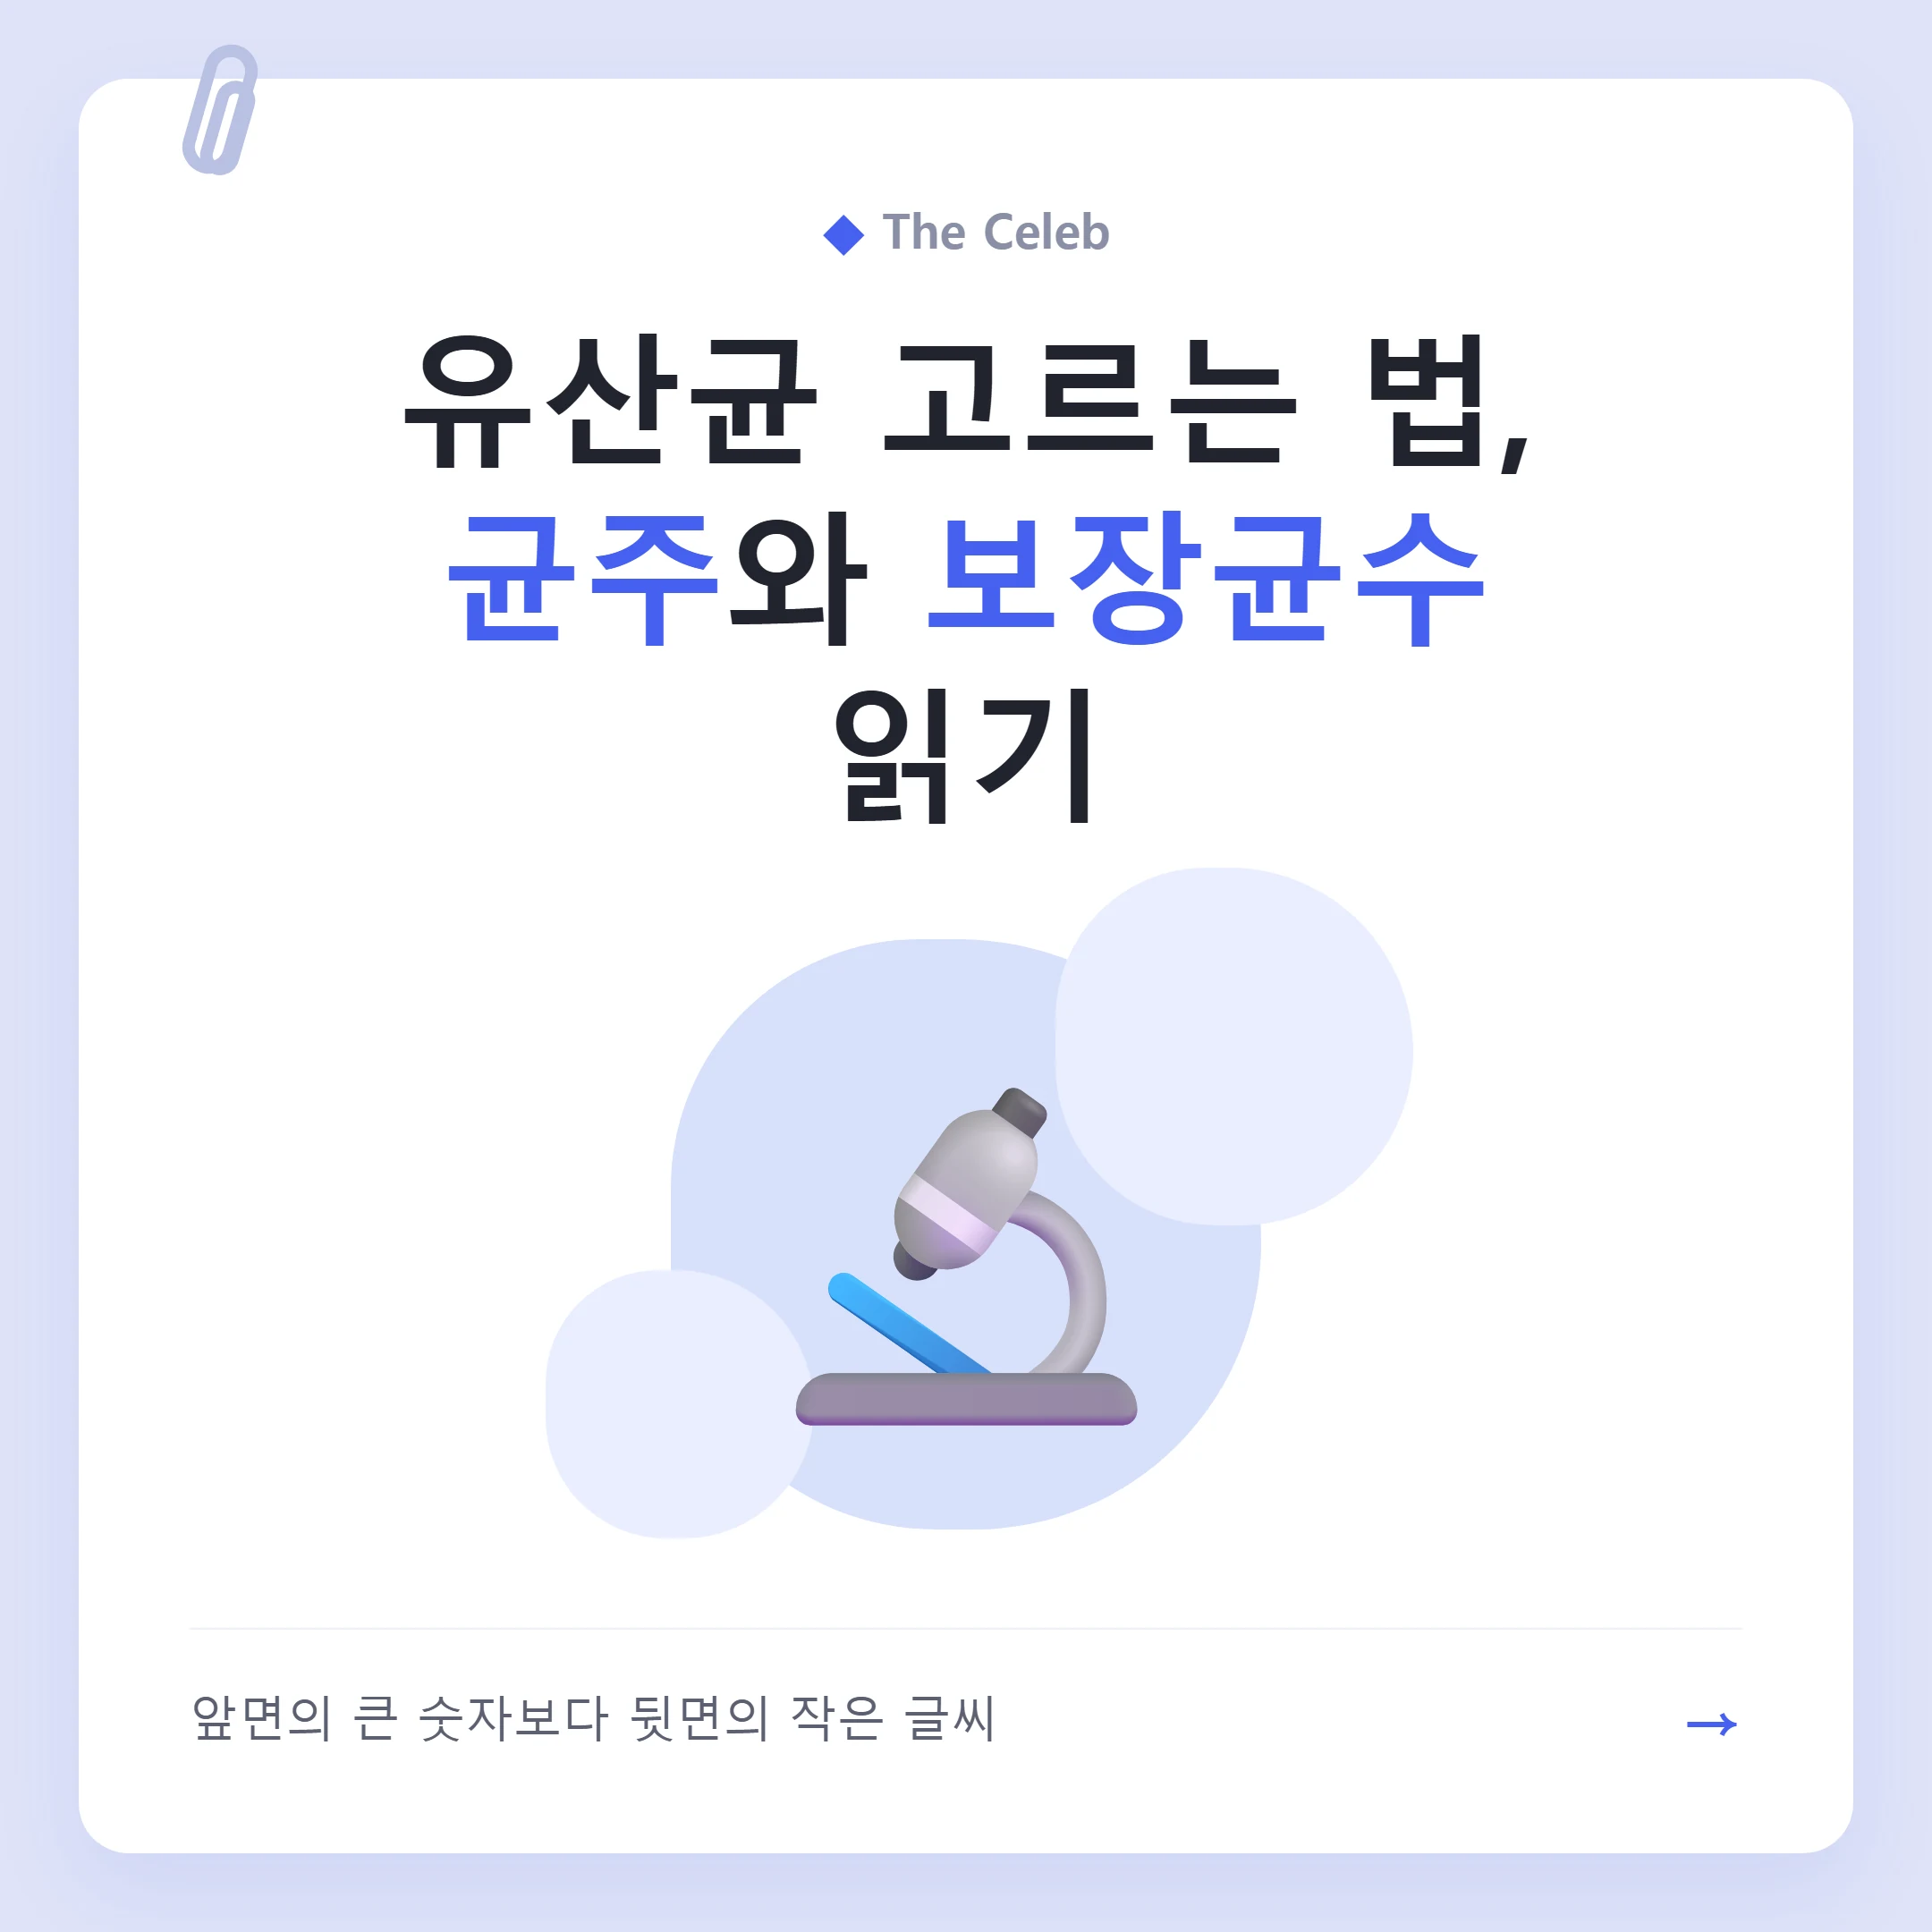 The Celeb
유산균 고르는 법,
균주와 보장균수
읽기
앞면의 큰 숫자보다 뒷면의 작은 글씨
→